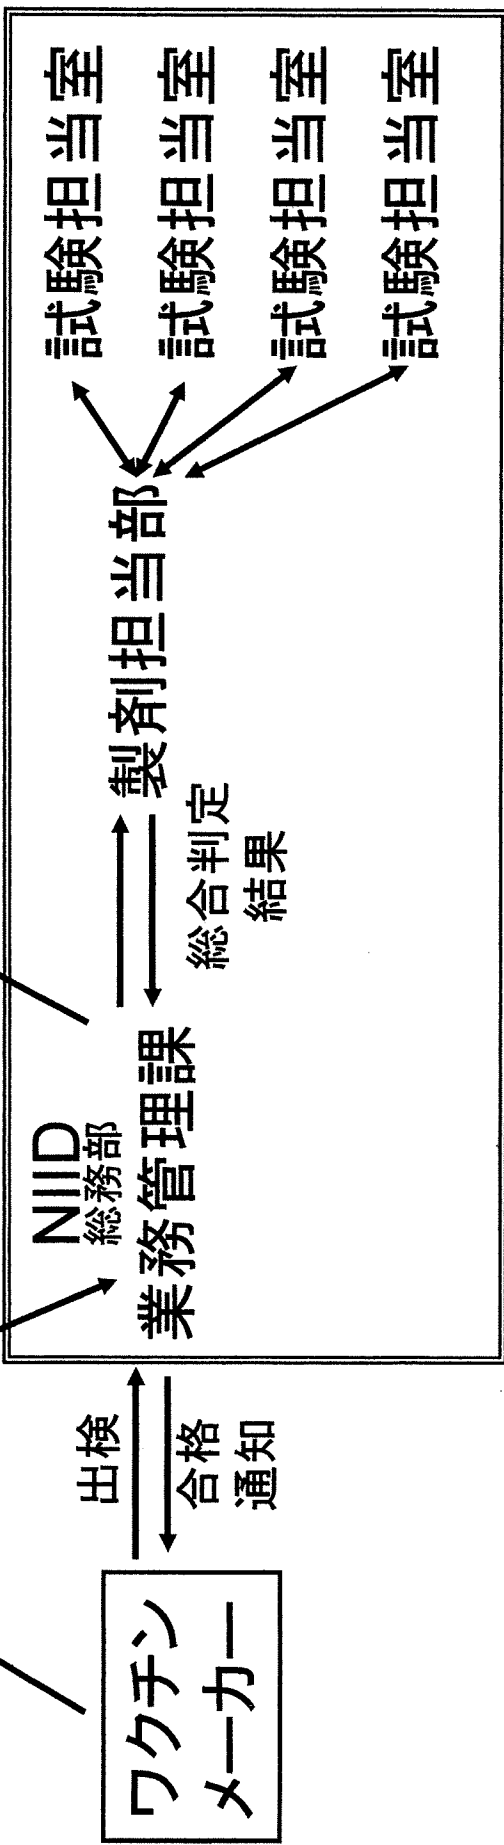 ワクチン
メーカー
出検
合格
通知
NIID
総務部
業務管理課
総合判定
結果
製剤担当部
試験担当室
試験担当室
試験担当室
試験担当室